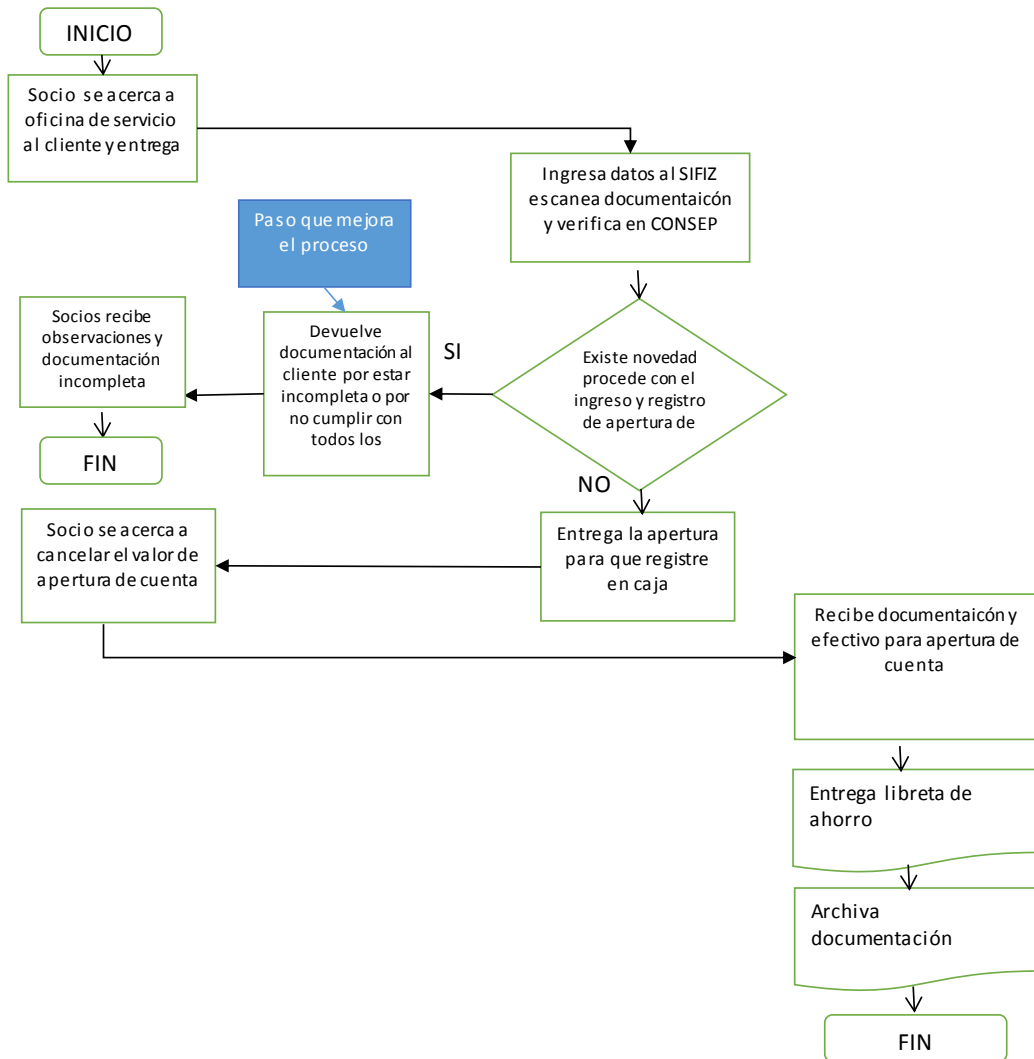 INICIO
Socio se acerca a
oficina de servicio
al cliente y entrega
Ingresa datos al SIFIZ
escanea documentaicón
y verifica en CONSEP
Paso que mejora
el proceso
Socios recibe
observaciones y
documentación
incompleta
Devuelve
documentación al
cliente por estar
incompleta o por
no cumplir con
todos los
SI
Existe novedad
procede con el
ingreso y registro
de apertura de
FIN
NO
Socio se acerca a
cancelar el valor de
apertura de cuenta
Entrega la apertura
para que registre
en caja
Recibe documentaicón y
efectivo para apertura de
cuenta
Entrega libreta de
ahorro
Archiva
documentación
FIN